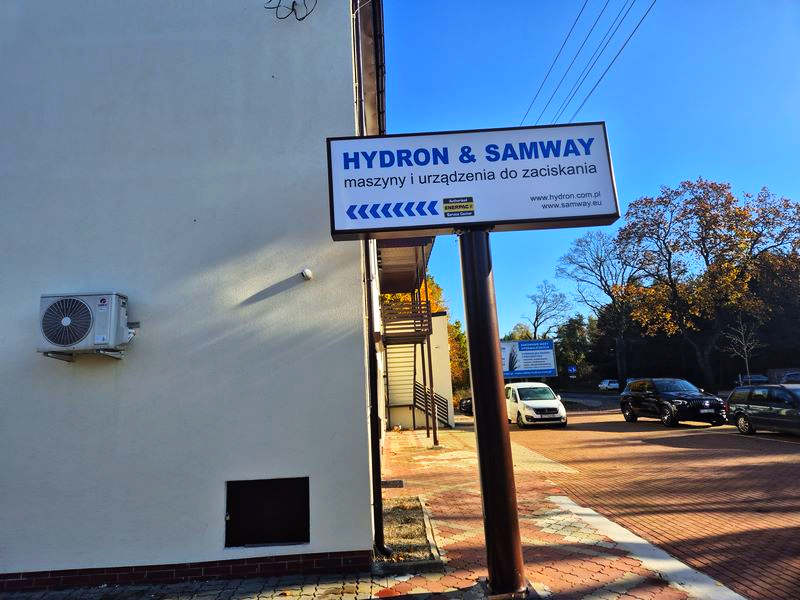 HYDRON & SAMWAY
maszyny i urządzenia do zaciskania
Authorized
ENERPAC
Service Center
www.hydron.com.pl
www.samway.eu